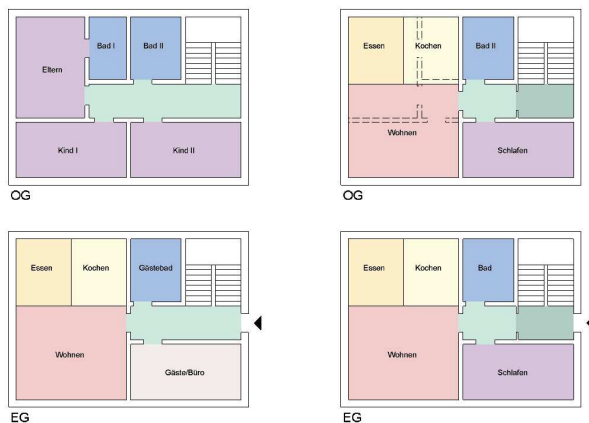 Eltern
Bad I
Bad II
Kind I
Kind II
OG
Essen
Kochen
Bad II
Wohnen
Schlafen
OG
Essen
Kochen
Gästebad
Wohnen
Gäste/Büro
EG
Essen
Kochen
Bad
Wohnen
Schlafen
EG